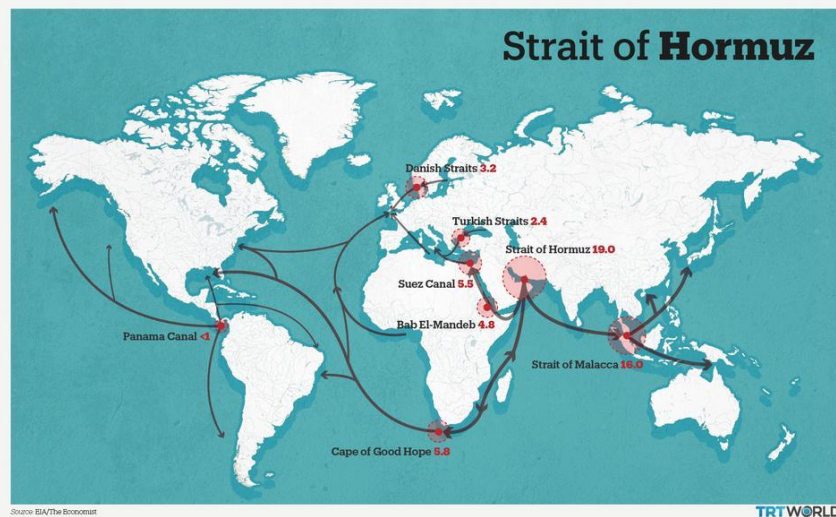 Strait of Hormuz
Danish Straits 3.2
Turkish Straits 2.4
Strait of Hormuz 19.0
Suez Canal 5.5
Bab El-Mandeb 4.8
Panama Canal <1
Strait of Malacca 16.0
Cape of Good Hope 5.8
Source EIA/The Economist
TRT WORLD